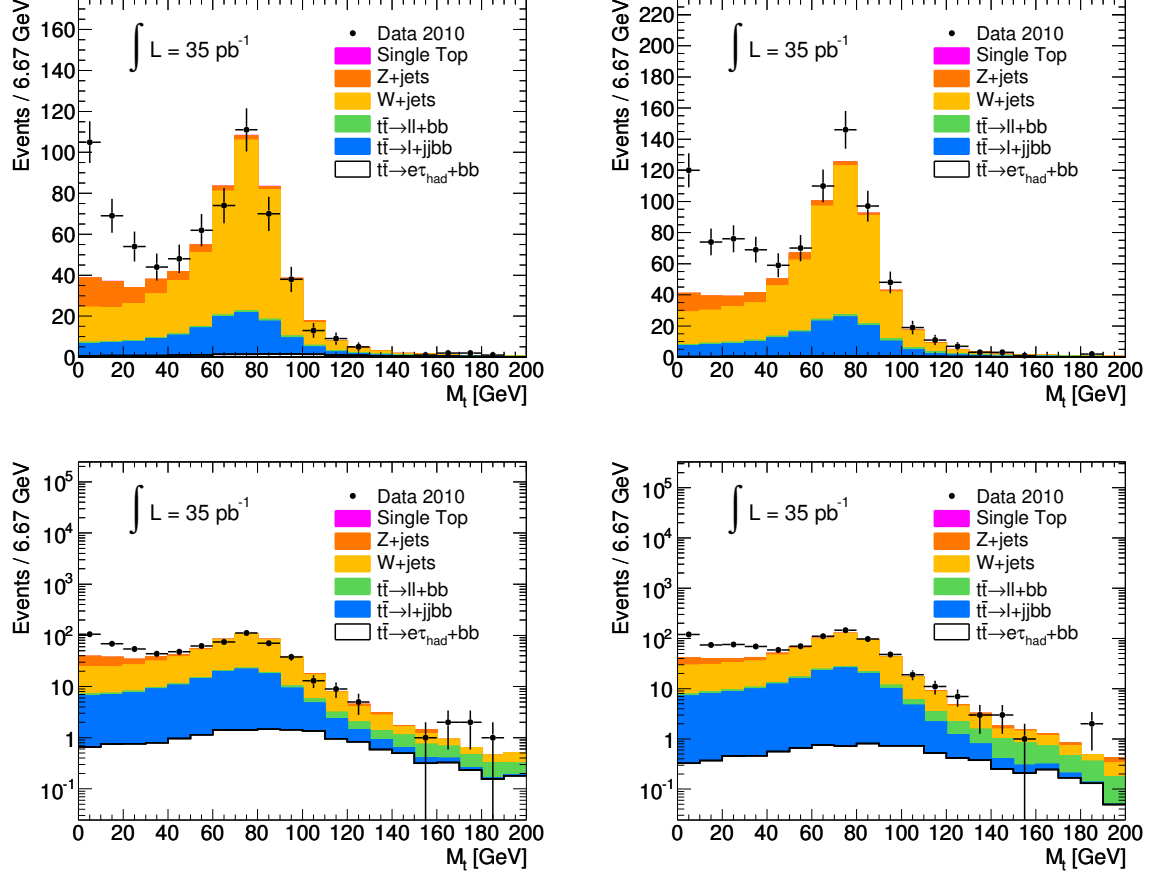 Events / 6.67 GeV
160
140
120
100
80
60
40
20
0
∫ L = 35 pb⁻¹
Data 2010
Single Top
Z+jets
W+jets
tt̄→ll+bb
tt̄→l+jjbb
tt̄→eτ_had+bb
0 20 40 60 80 100 120 140 160 180 200
M_t [GeV]
Events / 6.67 GeV
220
200
180
160
140
120
100
80
60
40
20
0
∫ L = 35 pb⁻¹
Data 2010
Single Top
Z+jets
W+jets
tt̄→ll+bb
tt̄→l+jjbb
tt̄→eτ_had+bb
0 20 40 60 80 100 120 140 160 180 200
M_t [GeV]
Events / 6.67 GeV
10⁵
10⁴
10³
10²
10
1
10⁻¹
∫ L = 35 pb⁻¹
Data 2010
Single Top
Z+jets
W+jets
tt̄→ll+bb
tt̄→l+jjbb
tt̄→eτ_had+bb
0 20 40 60 80 100 120 140 160 180 200
M_t [GeV]
Events / 6.67 GeV
10⁵
10⁴
10³
10²
10
1
10⁻¹
∫ L = 35 pb⁻¹
Data 2010
Single Top
Z+jets
W+jets
tt̄→ll+bb
tt̄→l+jjbb
tt̄→eτ_had+bb
0 20 40 60 80 100 120 140 160 180 200
M_t [GeV]